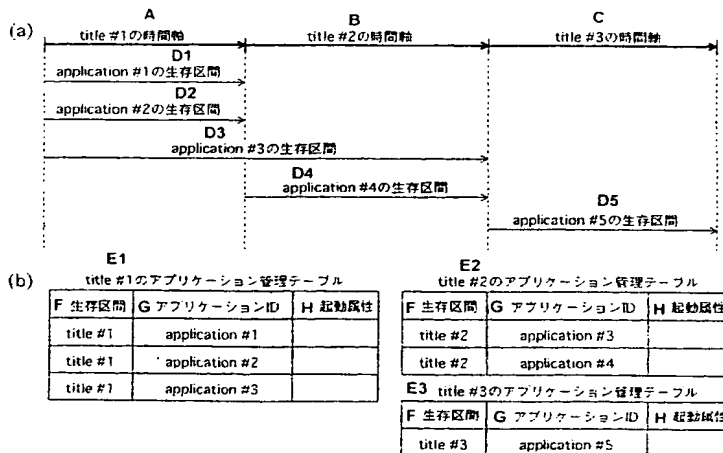 A B C
(a) title #1の時間軸 title #2の時間軸 title #3の時間軸
D1
application #1の生存区間
D2
application #2の生存区間
D3
application #3の生存区間
D4
application #4の生存区間
D5
application #5の生存区間
E1
(b) title #1のアプリケーション管理テーブル
F 生存区間 G アプリケーションID H 起動属性
title #1 application #1
title #1 application #2
title #1 application #3
E2
title #2のアプリケーション管理テーブル
F 生存区間 G アプリケーションID H 起動属性
title #2 application #3
title #2 application #4
E3 title #3のアプリケーション管理テーブル
F 生存区間 G アプリケーションID H 起動属性
title #3 application #5